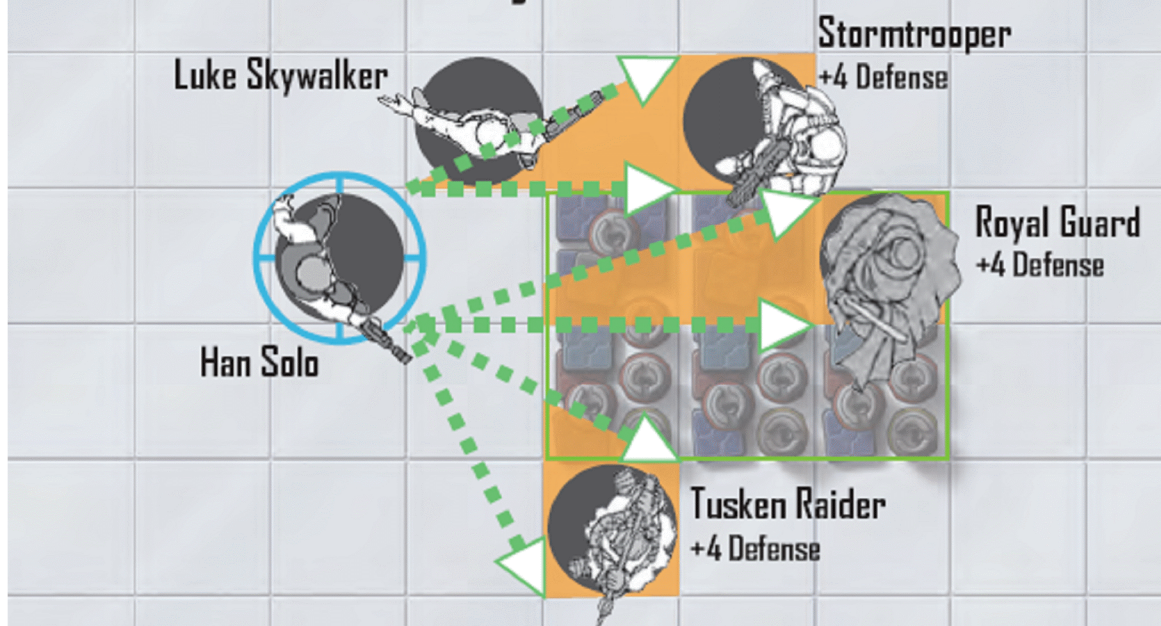 Stormtrooper
+4 Defense
Luke Skywalker
Royal Guard
+4 Defense
Han Solo
Tusken Raider
+4 Defense